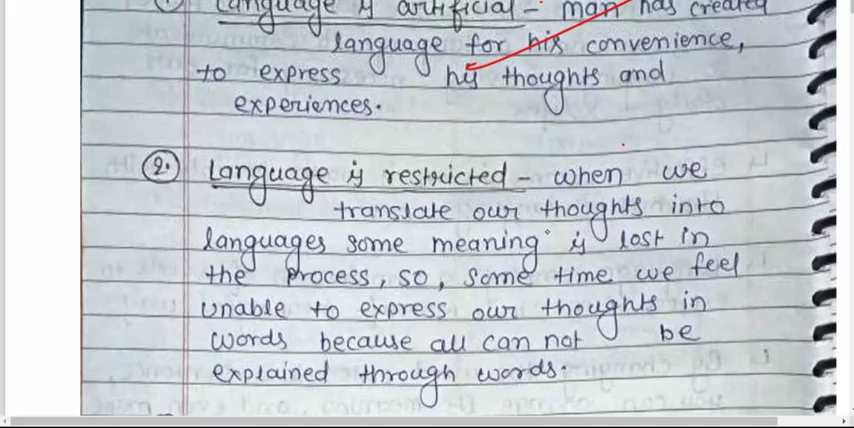 Language is artificial - man has created
language for his convenience,
to express his thoughts and
experiences.
2. Language is restricted - when we
translate our thoughts into
languages some meaning is lost in
the process, so, some time we feel
unable to express our thoughts in
words because all can not be
explained through words.